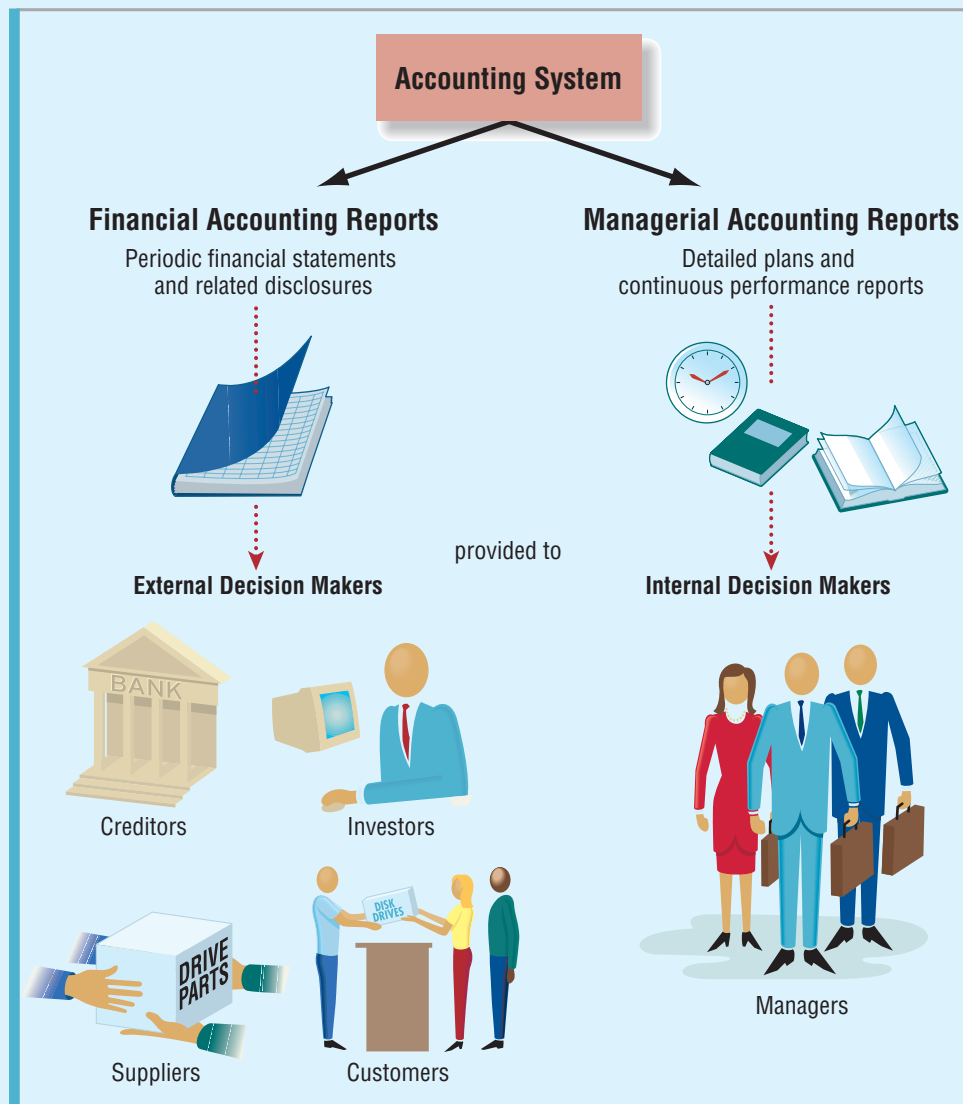 Accounting System
Financial Accounting Reports
Periodic financial statements
and related disclosures
Managerial Accounting Reports
Detailed plans and
continuous performance reports
provided to
External Decision Makers
Internal Decision Makers
BANK
Creditors
Investors
DRIVE
PARTS
Suppliers
DISK
DRIVES
Customers
Managers